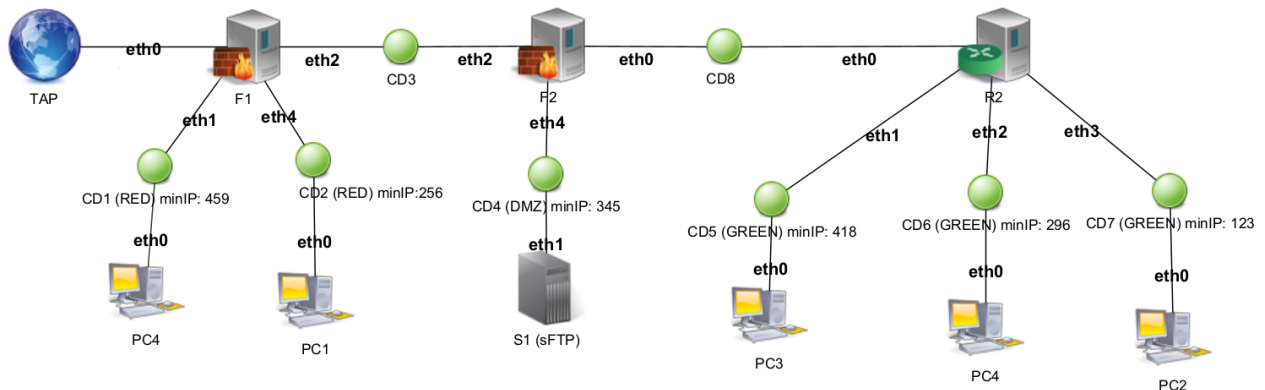 eth0
eth2
eth2
eth0
eth0
TAP
F1
CD3
F2
CD8
R2
eth1
eth4
eth4
eth1
eth2
eth3
CD1 (RED) minIP: 459
CD2 (RED) minIP:256
CD4 (DMZ) minIP: 345
CD5 (GREEN) minIP: 418
CD6 (GREEN) minIP: 296
CD7 (GREEN) minIP: 123
eth0
eth0
eth1
eth0
eth0
eth0
PC4
PC1
S1 (sFTP)
PC3
PC4
PC2